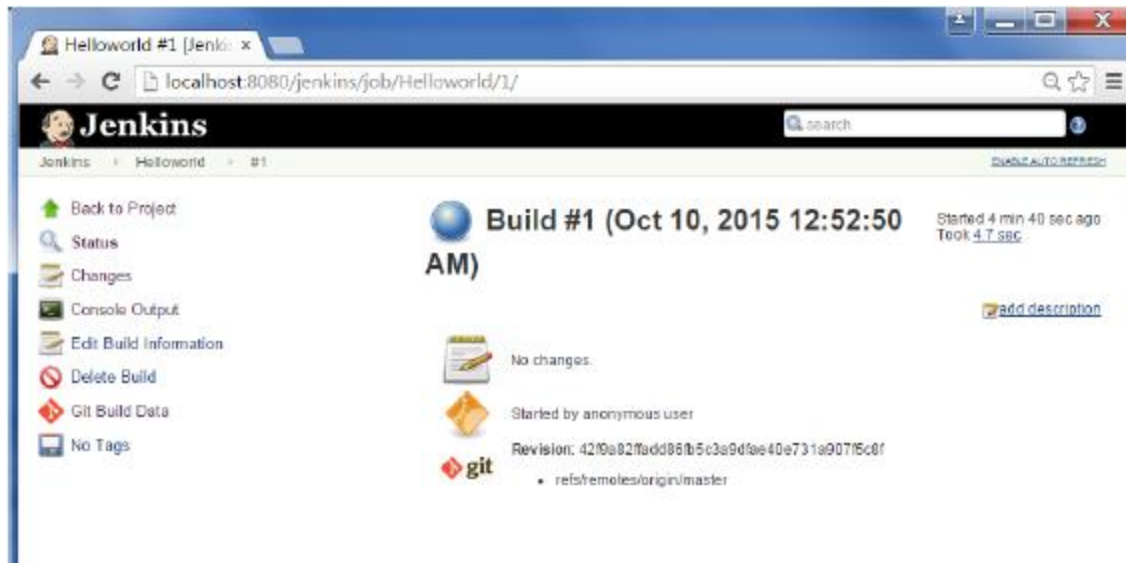 Helloworld #1 [Jenki
localhost:8080/jenkins/job/Helloworld/1/
Jenkins
search
Jenkins Helloworld #1
ENABLE AUTO REFRESH
Back to Project
Status
Changes
Console Output
Edit Build Information
Delete Build
Git Build Data
No Tags
Build #1 (Oct 10, 2015 12:52:50
AM)
Started 4 min 40 sec ago
Took 4.7 sec
add description
No changes.
Started by anonymous user
git
Revision:
refs/remotes/origin/master